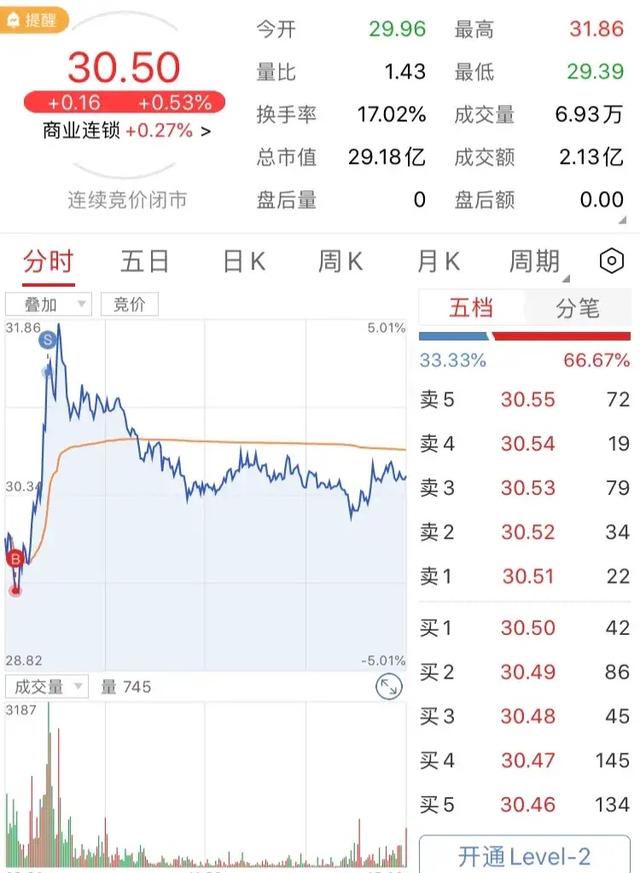 提醒
30.50
+0.16 +0.53%
商业连锁 +0.27% >
连续竞价闭市
今开 29.96 最高 31.86
量比 1.43 最低 29.39
换手率 17.02% 成交量 6.93万
总市值 29.18亿 成交额 2.13亿
盘后量 0 盘后额 0.00
分时 五日 日K 周K 月K 周期
叠加 竞价
31.86 5.01%
S
30.34
B
28.82 -5.01%
成交量 量 745
3187
五档 分笔
33.33% 66.67%
卖5 30.55 72
卖4 30.54 19
卖3 30.53 79
卖2 30.52 34
卖1 30.51 22
买1 30.50 42
买2 30.49 86
买3 30.48 45
买4 30.47 145
买5 30.46 134
开通Level-2